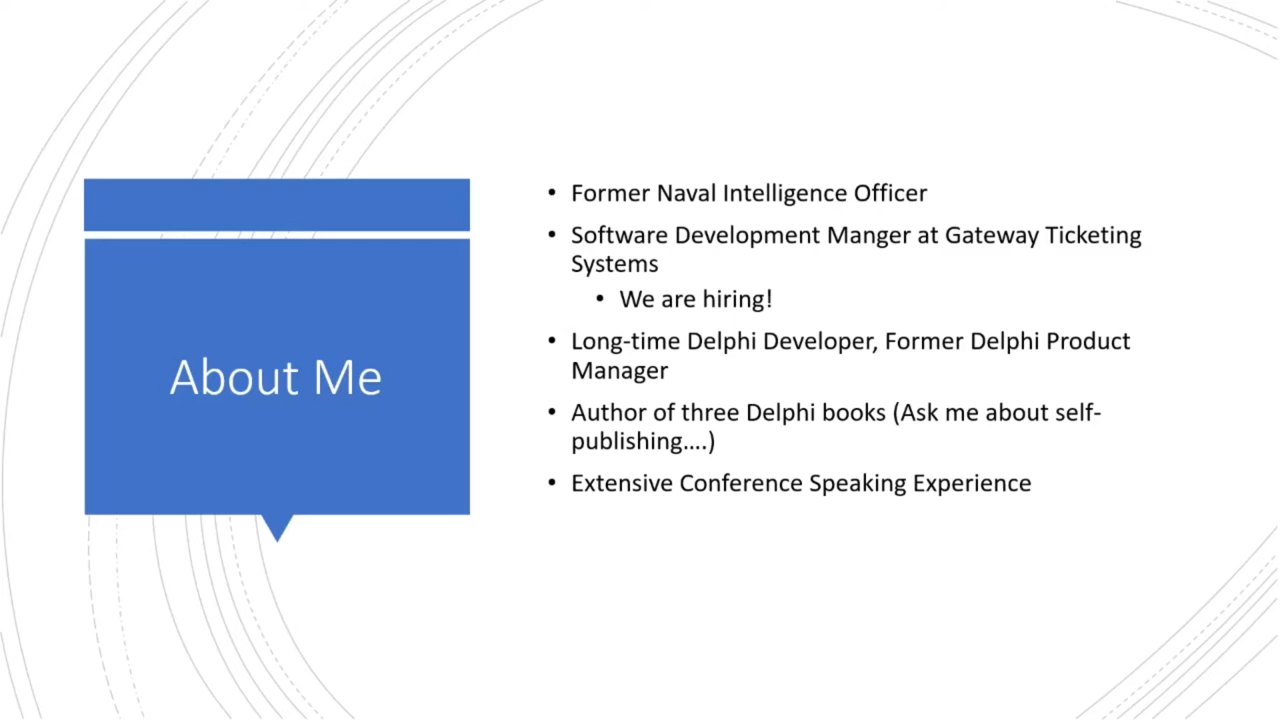 About Me
• Former Naval Intelligence Officer
• Software Development Manger at Gateway Ticketing
Systems
• We are hiring!
• Long-time Delphi Developer, Former Delphi Product
Manager
• Author of three Delphi books (Ask me about self-
publishing....)
• Extensive Conference Speaking Experience